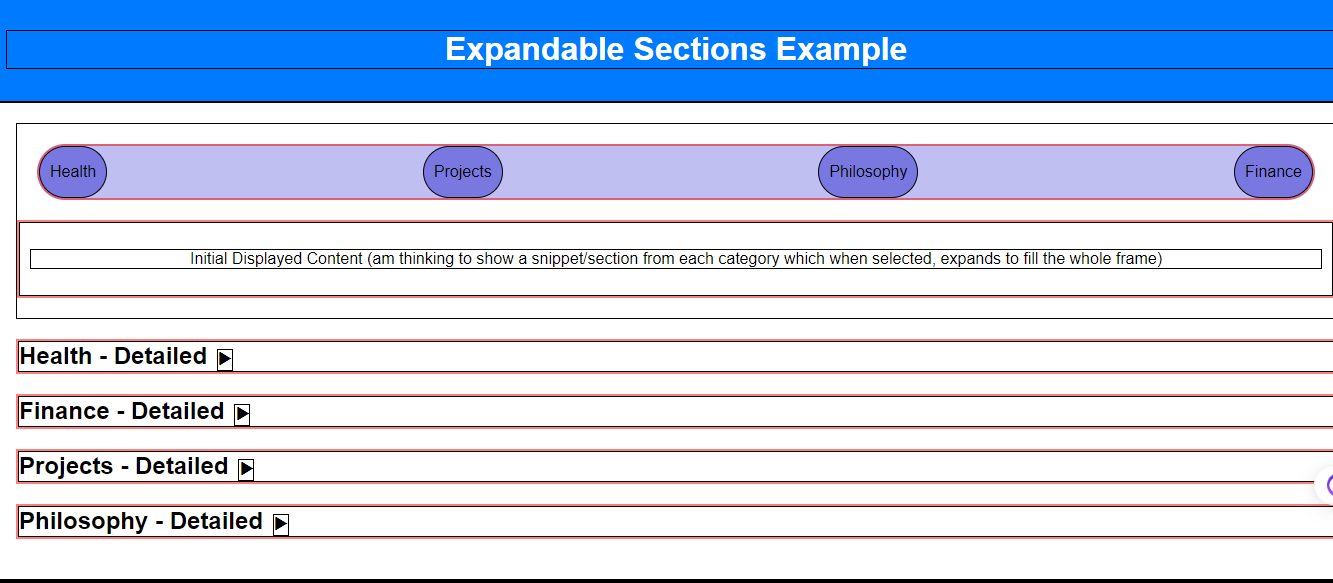 Expandable Sections Example
Health Projects Philosophy Finance
Initial Displayed Content (am thinking to show a snippet/section from each category which when selected, expands to fill the whole frame)
Health - Detailed ▶
Finance - Detailed ▶
Projects - Detailed ▶
Philosophy - Detailed ▶